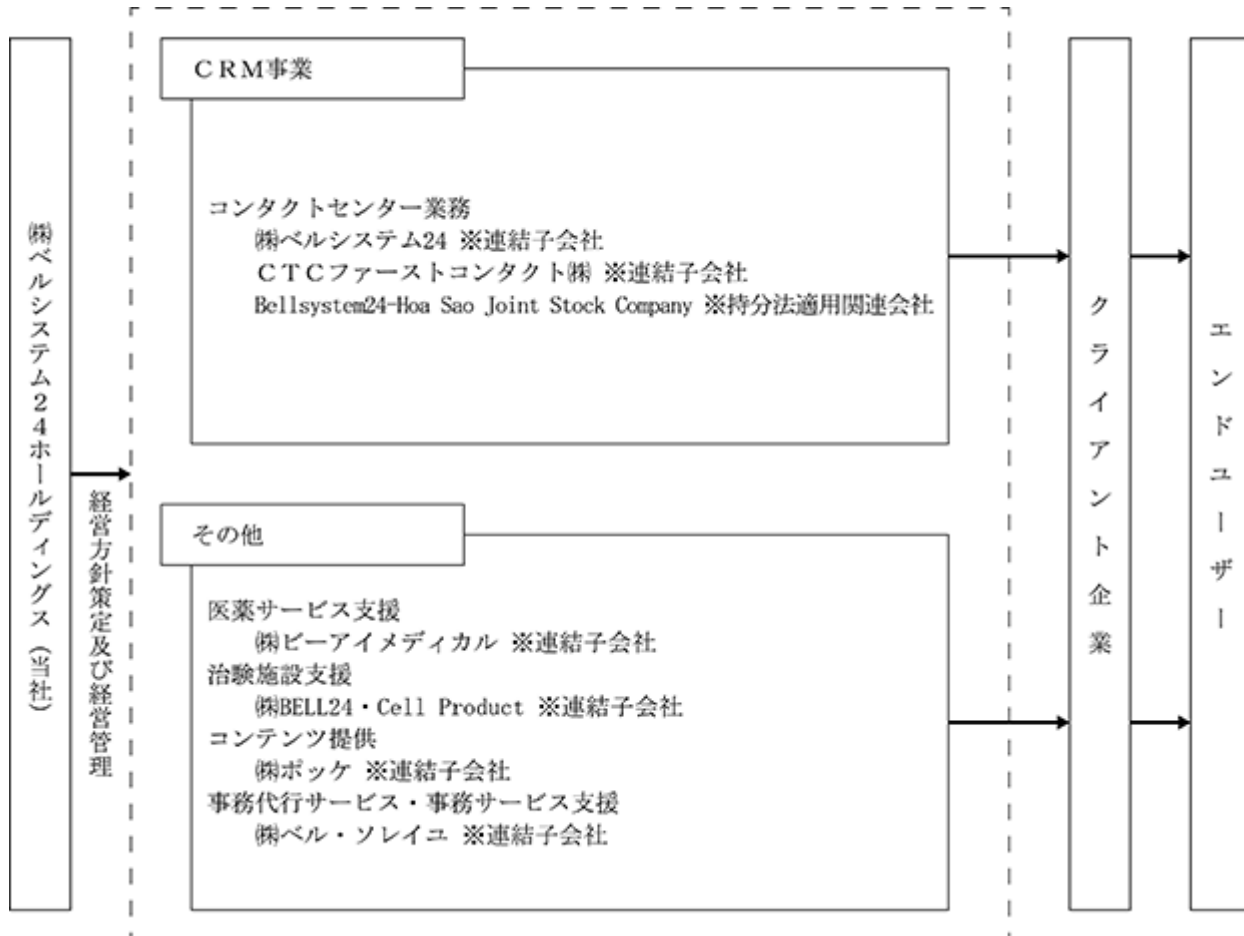 ㈱ベルシステム24ホールディングス(当社)
経営方針策定及び経営管理
CRM事業
コンタクトセンター業務
㈱ベルシステム24 ※連結子会社
CTCファーストコンタクト㈱ ※連結子会社
Bellsystem24-Hoa Sao Joint Stock Company ※持分法適用関連会社
その他
医薬サービス支援
㈱ビーアイメディカル ※連結子会社
治験施設支援
㈱BELL24・Cell Product ※連結子会社
コンテンツ提供
㈱ポッケ ※連結子会社
事務代行サービス・事務サービス支援
㈱ベル・ソレイユ ※連結子会社
クライアント企業
エンドユーザー